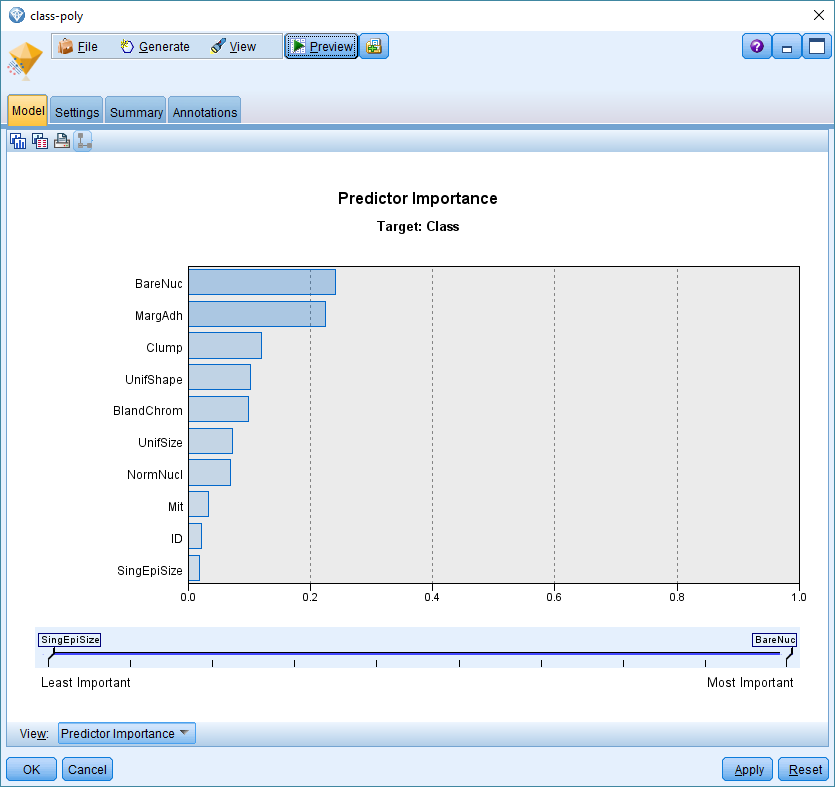 class-poly
File Generate View Preview
Model Settings Summary Annotations
Predictor Importance
Target: Class
BareNuc
MargAdh
Clump
UnifShape
BlandChrom
UnifSize
NormNucl
Mit
ID
SingEpiSize
0.0 0.2 0.4 0.6 0.8 1.0
SingEpiSize BareNuc
Least Important Most Important
View: Predictor Importance
OK Cancel Apply Reset